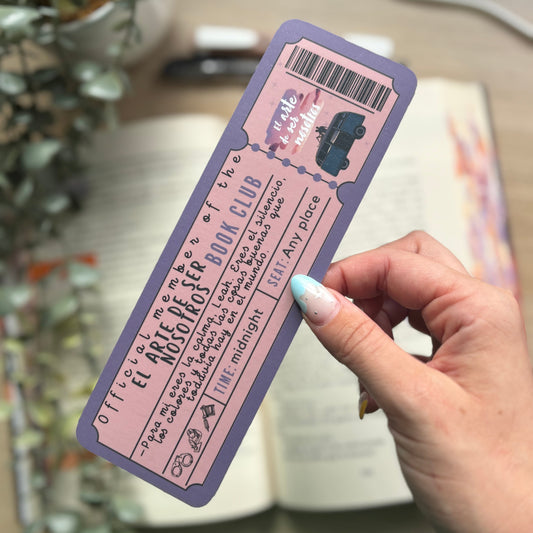 Official member of the
EL ARTE DE SER
NOSOTROS BOOK CLUB
-Para mi eres la calma, Leah. Eres el silencio,
los colores y todas las cosas buenas que
todavía hay en el mundo.
TIME: midnight
SEAT: Any place
El arte
de ser
nosotros